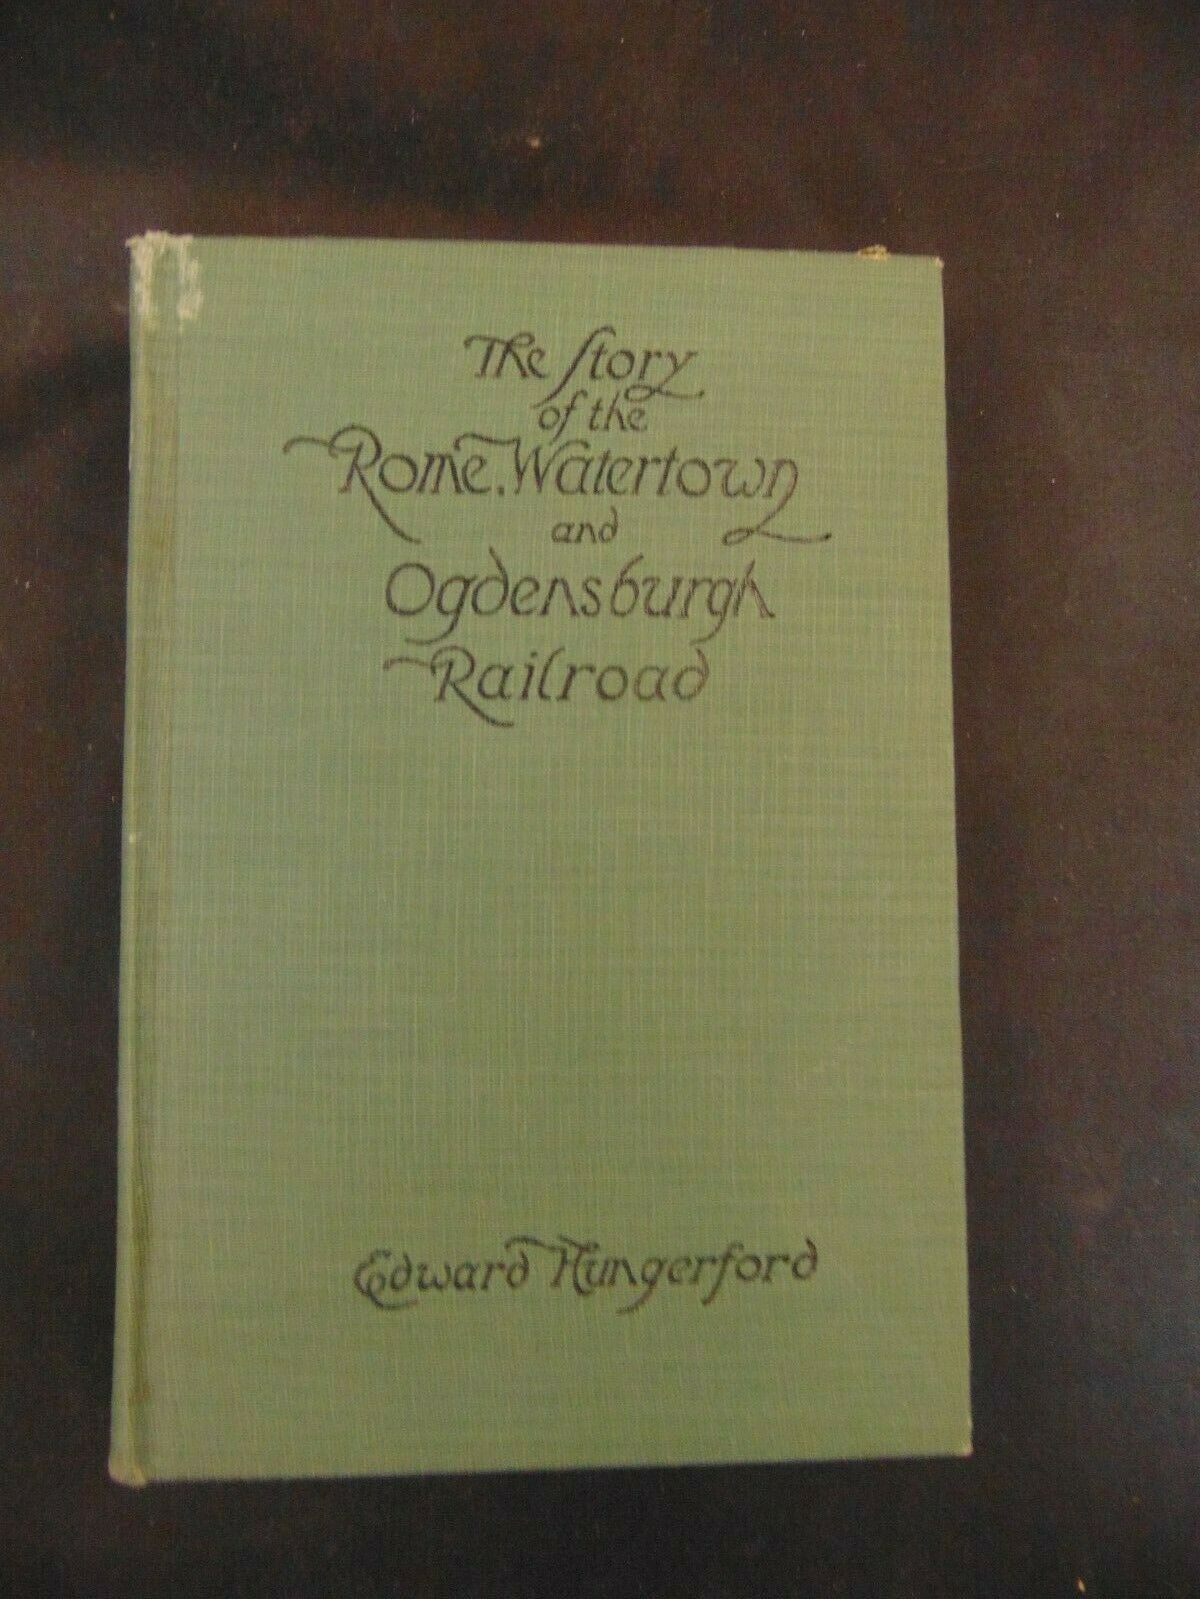 The Story
of the
Rome, Watertown
and
Ogdensburgh
Railroad
Edward Hungerford